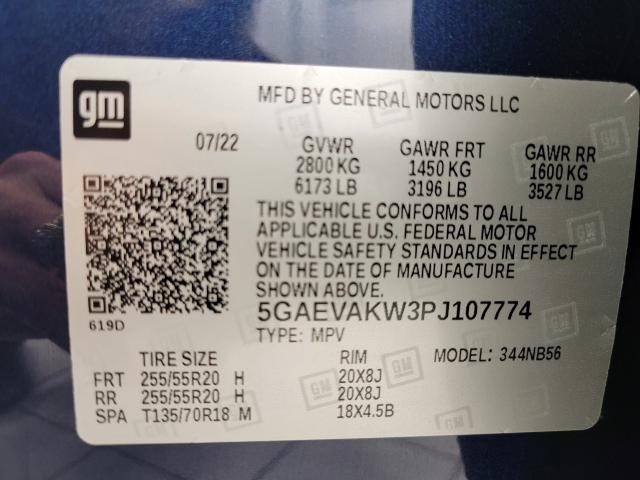 gm
MFD BY GENERAL MOTORS LLC
07/22 GVWR GAWR FRT GAWR RR
2800 KG 1450 KG 1600 KG
6173 LB 3196 LB 3527 LB
THIS VEHICLE CONFORMS TO ALL
APPLICABLE U.S. FEDERAL MOTOR
VEHICLE SAFETY STANDARDS IN EFFECT
ON THE DATE OF MANUFACTURE
SHOWN ABOVE.
619D
5GAEVAKW3PJ107774
TYPE: MPV
TIRE SIZE RIM MODEL: 344NB56
FRT 255/55R20 H 20X8J
RR 255/55R20 H 20X8J
SPA T135/70R18 M 18X4.5B